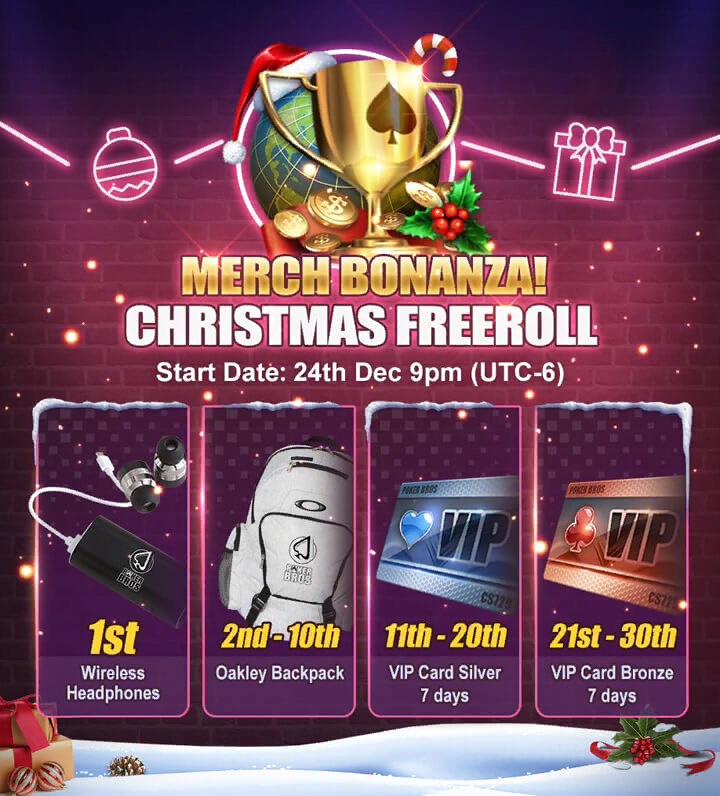 MERCH BONANZA!
CHRISTMAS FREEROLL
Start Date: 24th Dec 9pm (UTC-6)
POKER
BROS
1st
Wireless
Headphones
POKER
BROS
2nd - 10th
Oakley Backpack
POKER BROS
VIP
CS729
11th - 20th
VIP Card Silver
7 days
POKER BROS
VIP
CS729
21st - 30th
VIP Card Bronze
7 days